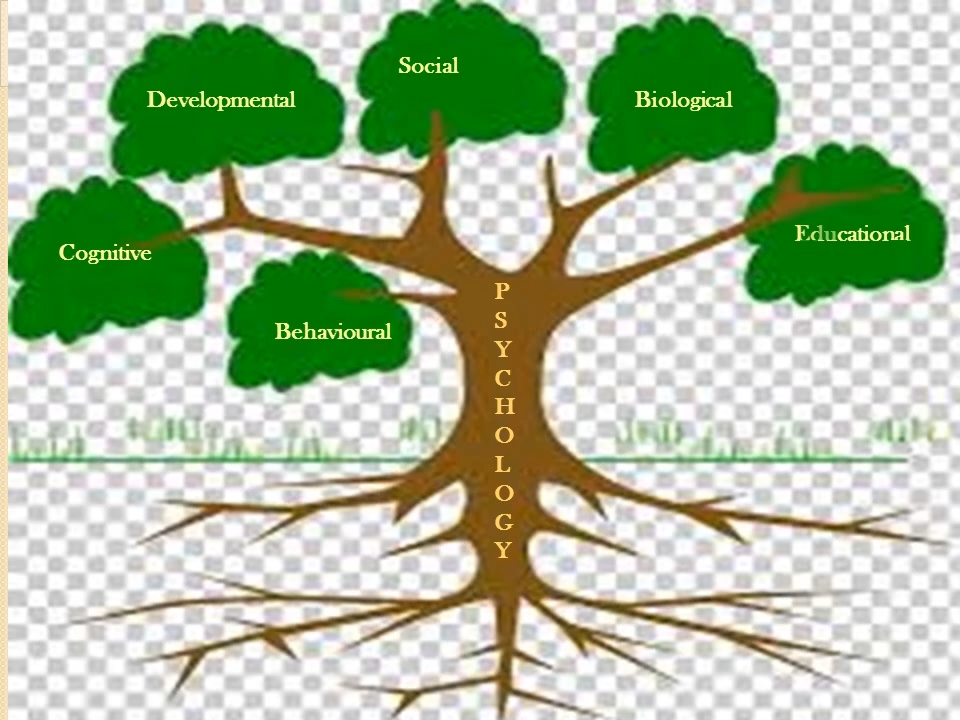 Social
Developmental
Biological
Educational
Cognitive
Behavioural
P
S
Y
C
H
O
L
O
G
Y